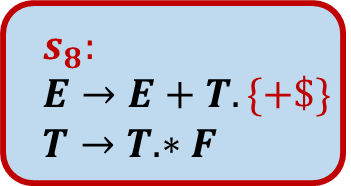 s₈:
E → E + T. {+$}
T → T.* F